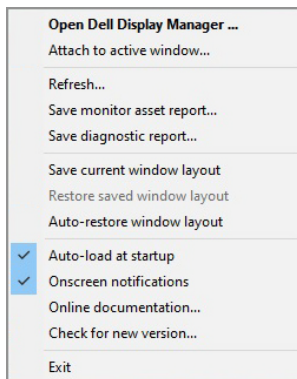 Open Dell Display Manager ...
Attach to active window...
Refresh...
Save monitor asset report...
Save diagnostic report...
Save current window layout
Restore saved window layout
Auto-restore window layout
Auto-load at startup
Onscreen notifications
Online documentation...
Check for new version...
Exit